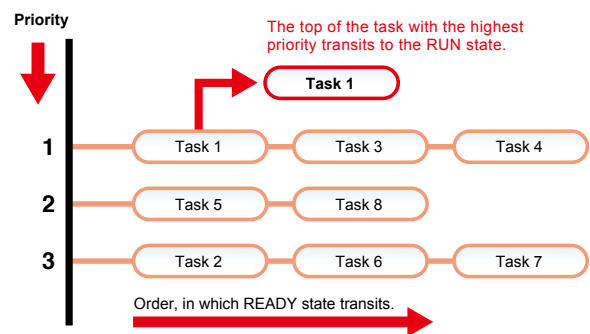 Priority
The top of the task with the highest
priority transits to the RUN state.
Task 1
1 Task 1 Task 3 Task 4
2 Task 5 Task 8
3 Task 2 Task 6 Task 7
Order, in which READY state transits.